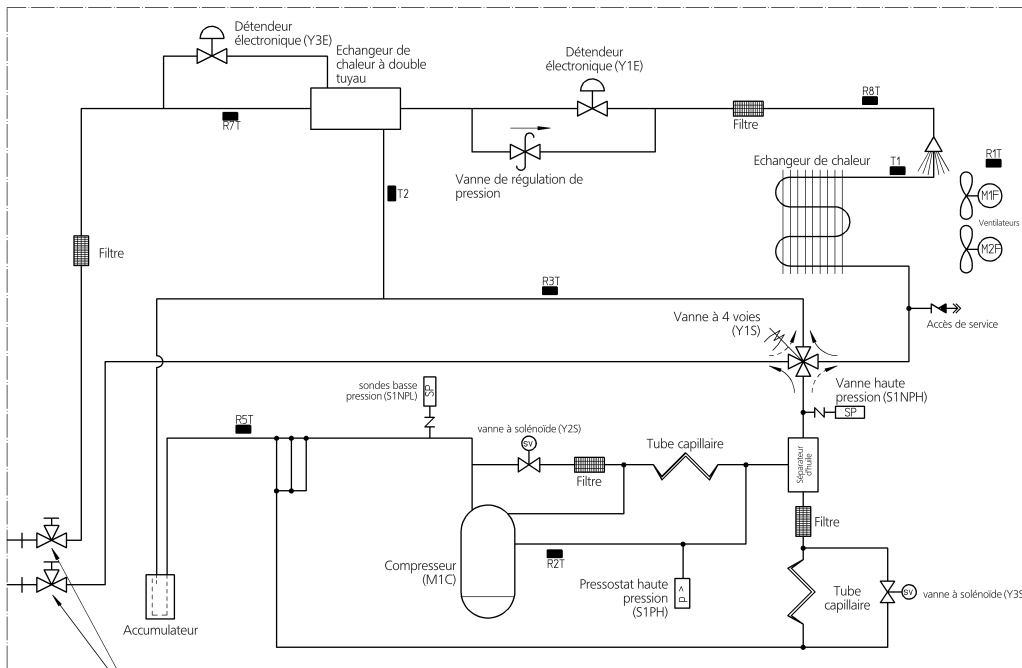 Détendeur
électronique (Y3E)
Echangeur de
chaleur à double
tuyau
Détendeur
électronique (Y1E)
R7T
R8T
Filtre
R1T
Echangeur de chaleur
T1
M1F
Ventilateurs
M2F
Vanne de régulation de
pression
T2
Filtre
R3T
Vanne à 4 voies
(Y1S)
Accès de service
sondes basse
pression (S1NPL)
SP
Vanne haute
pression (S1NPH)
SP
R5T
vanne à solénoïde (Y2S)
SV
Tube capillaire
Filtre
Séparateur
d'huile
Filtre
Compresseur
(M1C)
R2T
Pressostat haute
pression
(S1PH)
P >
Tube
capillaire
SV
vanne à solénoïde (Y3S
Accumulateur